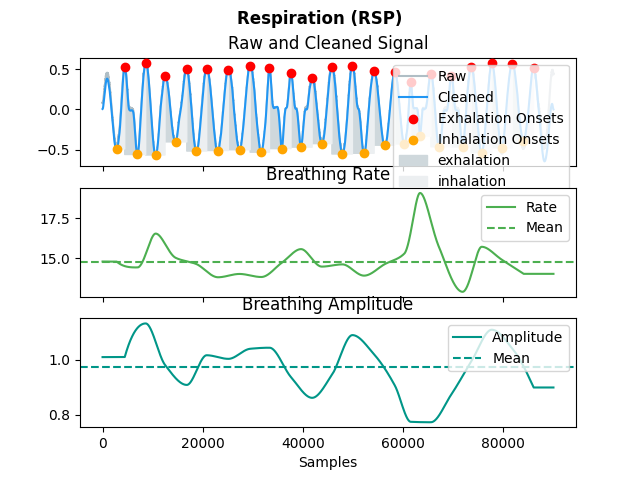 Respiration (RSP)
Raw and Cleaned Signal
0.5
0.0
−0.5
Raw
Cleaned
Exhalation Onsets
Inhalation Onsets
exhalation
inhalation
Breathing Rate
17.5
15.0
Rate
Mean
Breathing Amplitude
1.0
0.8
Amplitude
Mean
0 20000 40000 60000 80000
Samples